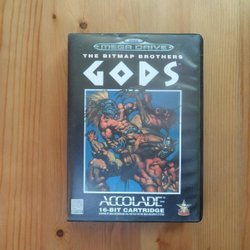 MEGA DRIVE
THE BITMAP BROTHERS
GODS
ACCOLADE
16-BIT CARTRIDGE